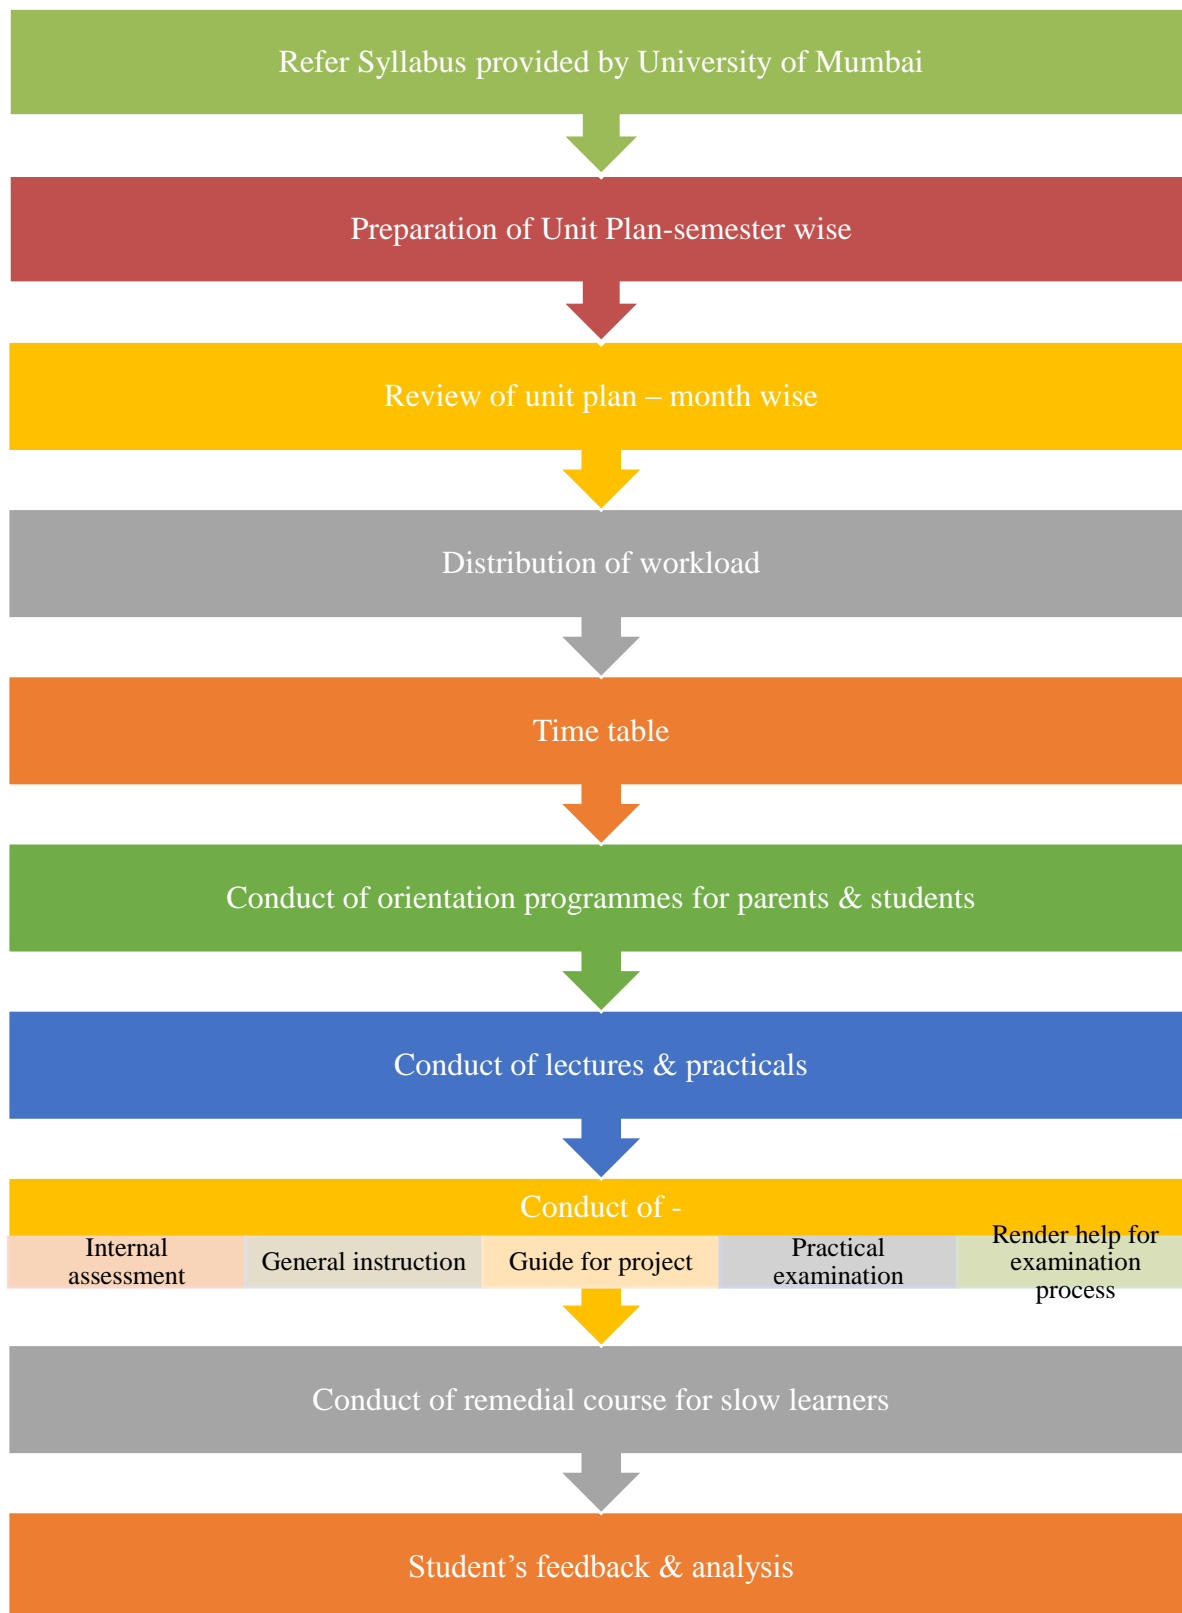 Refer Syllabus provided by University of Mumbai
Preparation of Unit Plan-semester wise
Review of unit plan – month wise
Distribution of workload
Time table
Conduct of orientation programmes for parents & students
Conduct of lectures & practicals
Conduct of -
Internal
assessment
General instruction
Guide for project
Practical
examination
Render help for
examination
process
Conduct of remedial course for slow learners
Student’s feedback & analysis